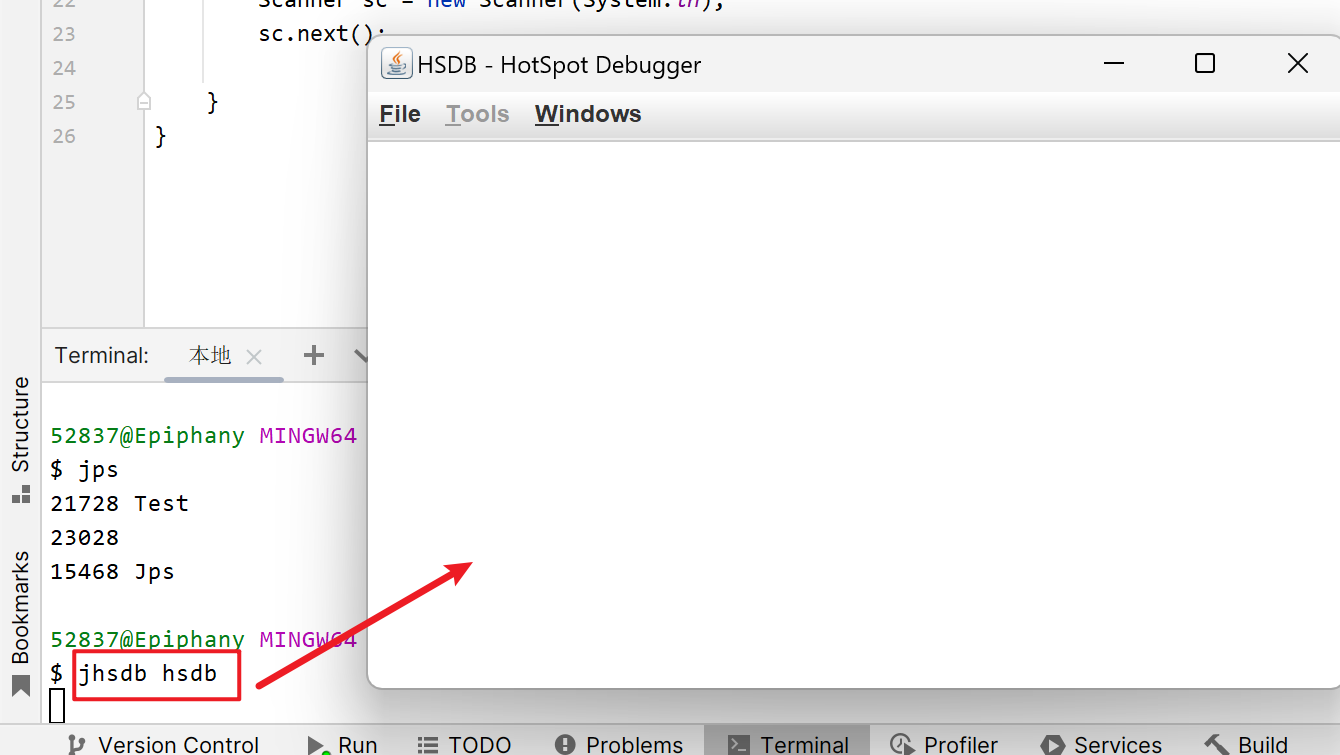 22 Scanner sc = new Scanner(System.in);
23 sc.next();
24
25 }
26 }
HSDB - HotSpot Debugger
File Tools Windows
Terminal: 本地
Structure
Bookmarks
52837@Epiphany MINGW64
$ jps
21728 Test
23028
15468 Jps
52837@Epiphany MINGW64
$ jhsdb hsdb
Version Control Run TODO Problems Terminal Profiler Services Build